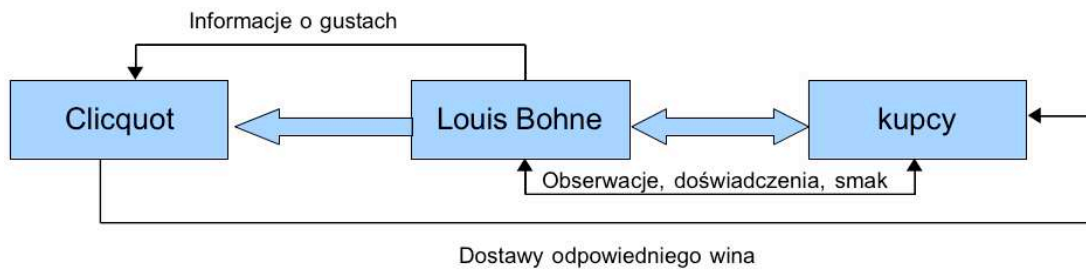 Informacje o gustach
Clicquot
Louis Bohne
kupcy
Obserwacje, doświadczenia, smak
Dostawy odpowiedniego wina